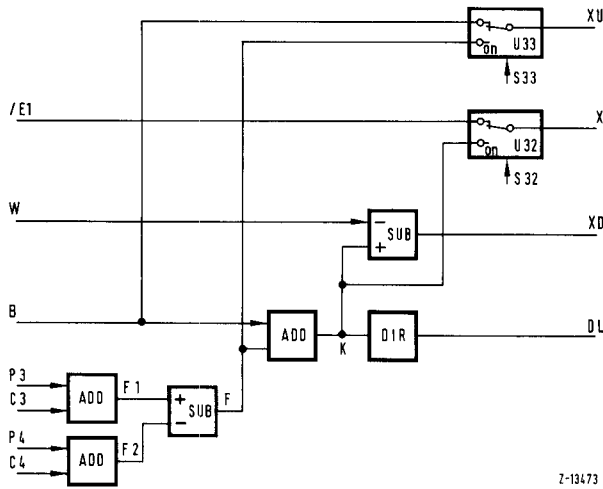 XU
on U33
S33
/E1
X
on U32
S32
W
- SUB
+
XD
B
ADD
K
DIR
DU
P3
C3
ADD
F1
+ SUB
-
F
P4
C4
ADD
F2
Z-13473